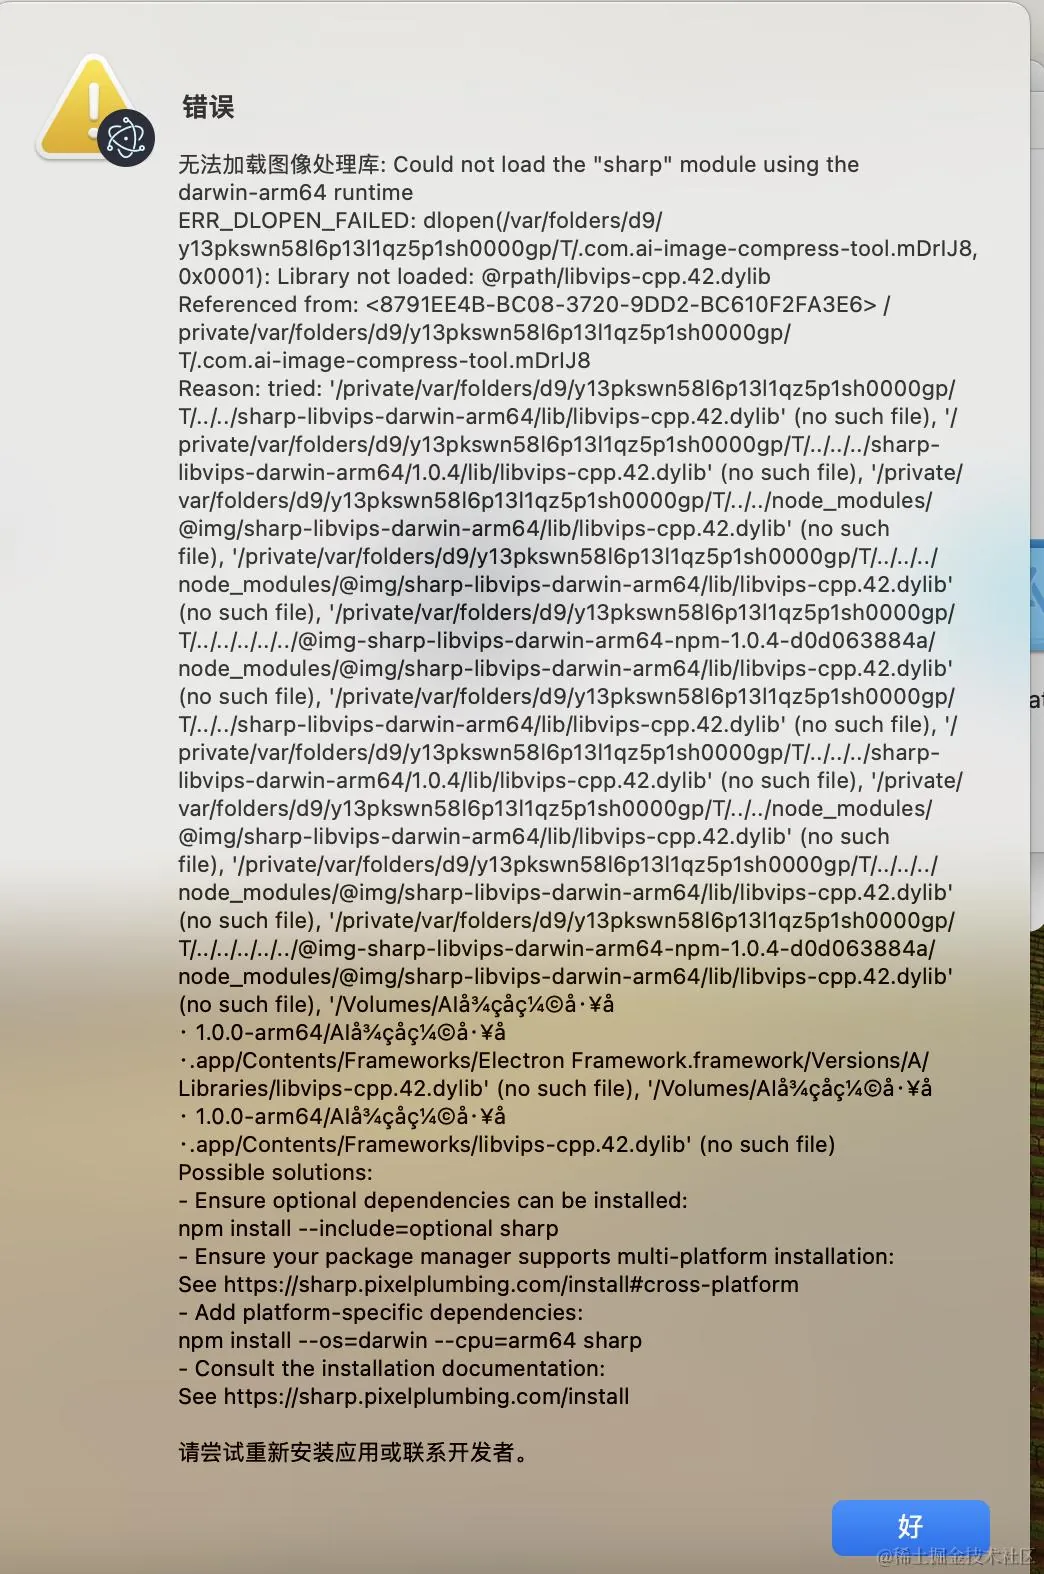 错误
无法加载图像处理库: Could not load the "sharp" module using the
darwin-arm64 runtime
ERR_DLOPEN_FAILED: dlopen(/var/folders/d9/
y13pkswn58l6p13l1qz5p1sh0000gp/T/.com.ai-image-compress-tool.mDrIJ8,
0x0001): Library not loaded: @rpath/libvips-cpp.42.dylib
Referenced from: <8791EE4B-BC08-3720-9DD2-BC610F2FA3E6> /
private/var/folders/d9/y13pkswn58l6p13l1qz5p1sh0000gp/
T/.com.ai-image-compress-tool.mDrIJ8
Reason: tried: '/private/var/folders/d9/y13pkswn58l6p13l1qz5p1sh0000gp/
T/../../sharp-libvips-darwin-arm64/lib/libvips-cpp.42.dylib' (no such file), '/
private/var/folders/d9/y13pkswn58l6p13l1qz5p1sh0000gp/T/../../../sharp-
libvips-darwin-arm64/1.0.4/lib/libvips-cpp.42.dylib' (no such file), '/private/
var/folders/d9/y13pkswn58l6p13l1qz5p1sh0000gp/T/../../node_modules/
@img/sharp-libvips-darwin-arm64/lib/libvips-cpp.42.dylib' (no such
file), '/private/var/folders/d9/y13pkswn58l6p13l1qz5p1sh0000gp/T/../../../
node_modules/@img/sharp-libvips-darwin-arm64/lib/libvips-cpp.42.dylib'
(no such file), '/private/var/folders/d9/y13pkswn58l6p13l1qz5p1sh0000gp/
T/../../../../../@img-sharp-libvips-darwin-arm64-npm-1.0.4-d0d063884a/
node_modules/@img/sharp-libvips-darwin-arm64/lib/libvips-cpp.42.dylib'
(no such file), '/private/var/folders/d9/y13pkswn58l6p13l1qz5p1sh0000gp/
T/../../sharp-libvips-darwin-arm64/lib/libvips-cpp.42.dylib' (no such file), '/
private/var/folders/d9/y13pkswn58l6p13l1qz5p1sh0000gp/T/../../../sharp-
libvips-darwin-arm64/1.0.4/lib/libvips-cpp.42.dylib' (no such file), '/private/
var/folders/d9/y13pkswn58l6p13l1qz5p1sh0000gp/T/../../node_modules/
@img/sharp-libvips-darwin-arm64/lib/libvips-cpp.42.dylib' (no such
file), '/private/var/folders/d9/y13pkswn58l6p13l1qz5p1sh0000gp/T/../../../
node_modules/@img/sharp-libvips-darwin-arm64/lib/libvips-cpp.42.dylib'
(no such file), '/private/var/folders/d9/y13pkswn58l6p13l1qz5p1sh0000gp/
T/../../../../../@img-sharp-libvips-darwin-arm64-npm-1.0.4-d0d063884a/
node_modules/@img/sharp-libvips-darwin-arm64/lib/libvips-cpp.42.dylib'
(no such file), '/Volumes/AIå¾çåç¼©å·¥å
· 1.0.0-arm64/AIå¾çåç¼©å·¥å
·.app/Contents/Frameworks/Electron Framework.framework/Versions/A/
Libraries/libvips-cpp.42.dylib' (no such file), '/Volumes/AIå¾çåç¼©å·¥å
· 1.0.0-arm64/AIå¾çåç¼©å·¥å
·.app/Contents/Frameworks/libvips-cpp.42.dylib' (no such file)
Possible solutions:
- Ensure optional dependencies can be installed:
npm install --include=optional sharp
- Ensure your package manager supports multi-platform installation:
See https://sharp.pixelplumbing.com/install#cross-platform
- Add platform-specific dependencies:
npm install --os=darwin --cpu=arm64 sharp
- Consult the installation documentation:
See https://sharp.pixelplumbing.com/install
请尝试重新安装应用或联系开发者。
好
@稀土掘金技术社区